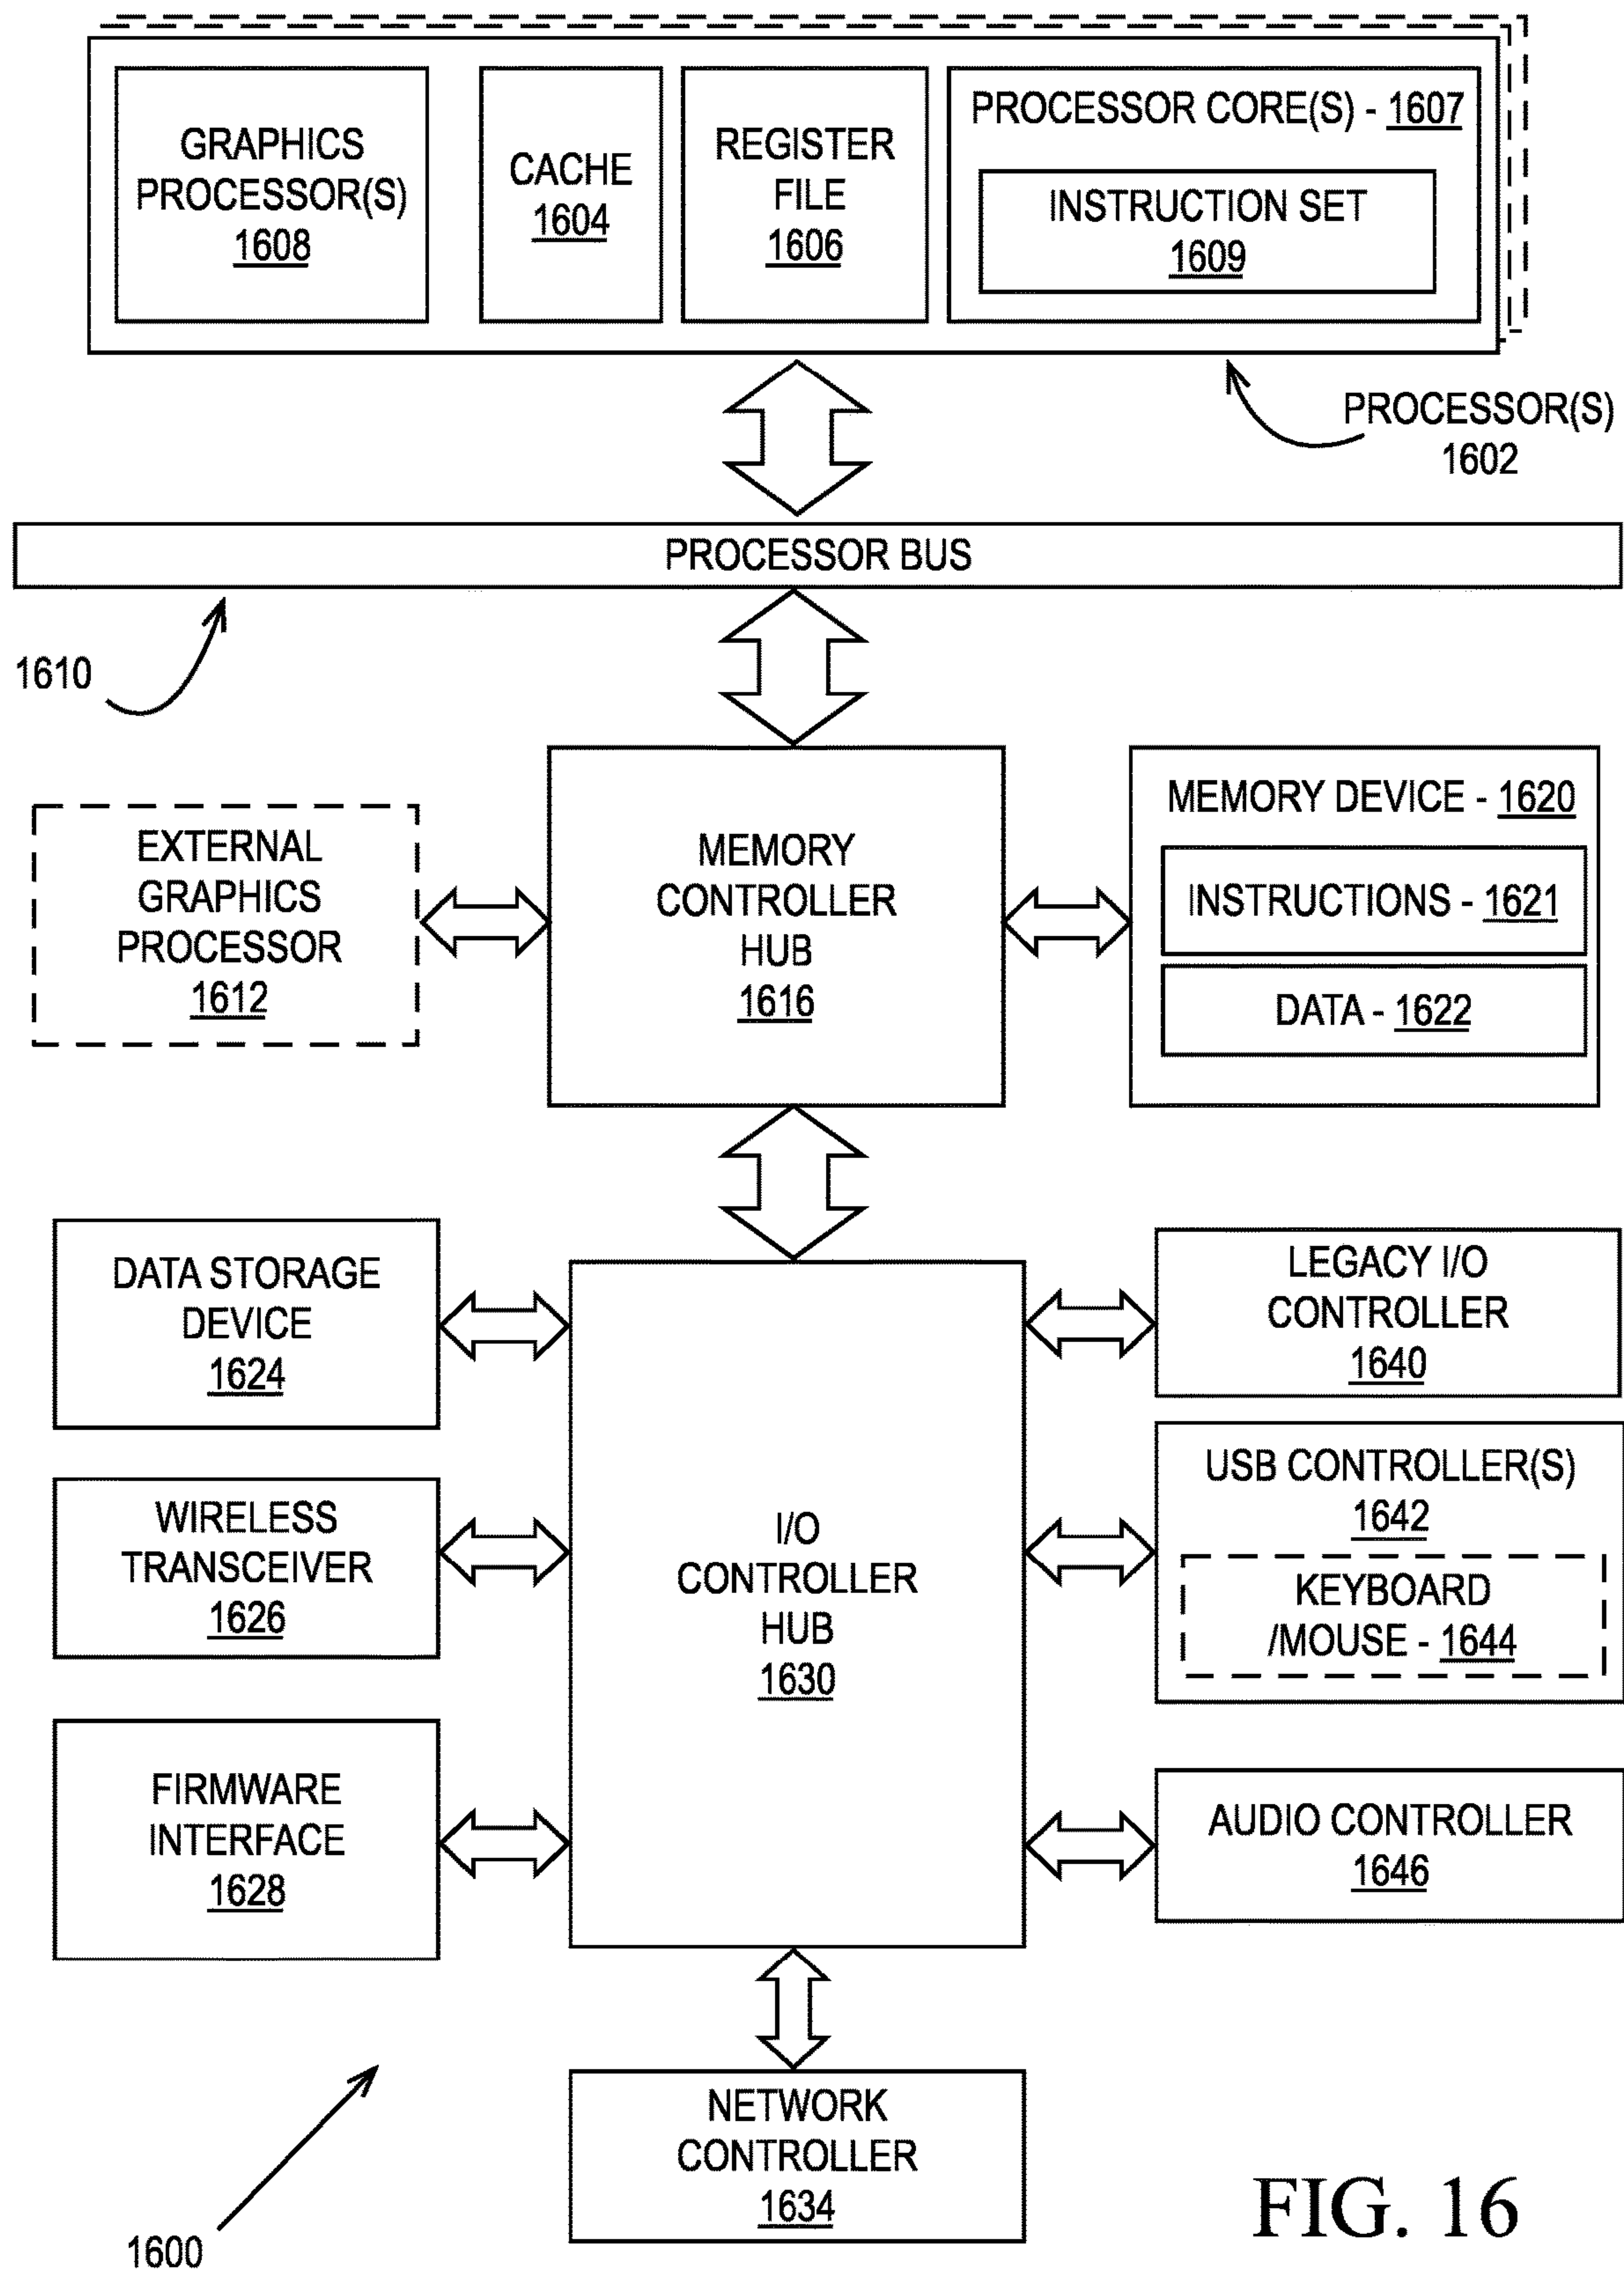 GRAPHICS
PROCESSOR(S)
1608
CACHE
1604
REGISTER
FILE
1606
PROCESSOR CORE(S) - 1607
INSTRUCTION SET
1609
PROCESSOR(S)
1602
PROCESSOR BUS
1610
EXTERNAL
GRAPHICS
PROCESSOR
1612
MEMORY
CONTROLLER
HUB
1616
MEMORY DEVICE - 1620
INSTRUCTIONS - 1621
DATA - 1622
DATA STORAGE
DEVICE
1624
WIRELESS
TRANSCEIVER
1626
FIRMWARE
INTERFACE
1628
I/O
CONTROLLER
HUB
1630
LEGACY I/O
CONTROLLER
1640
USB CONTROLLER(S)
1642
KEYBOARD
/MOUSE - 1644
AUDIO CONTROLLER
1646
NETWORK
CONTROLLER
1634
1600
FIG. 16